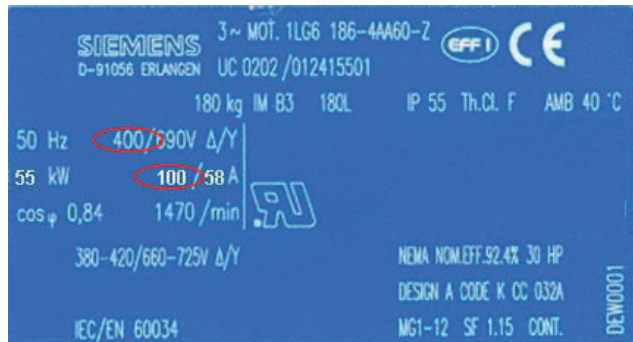 SIEMENS
D-91056 ERLANGEN
3~ MOT. 1LG6 186-4AA60-Z
UC 0202/012415501
EFF 1 CE
180 kg IM B3 180L IP 55 Th.Cl. F AMB 40 °C
50 Hz 400/690V Δ/Y
55 kW 100/58 A
cosφ 0,84 1470/min
380-420/660-725V Δ/Y
IEC/EN 60034
NEMA NOM.EFF.92.4% 30 HP
DESIGN A CODE K CC 032A
MG1-12 SF 1.15 CONT.
DEW0001